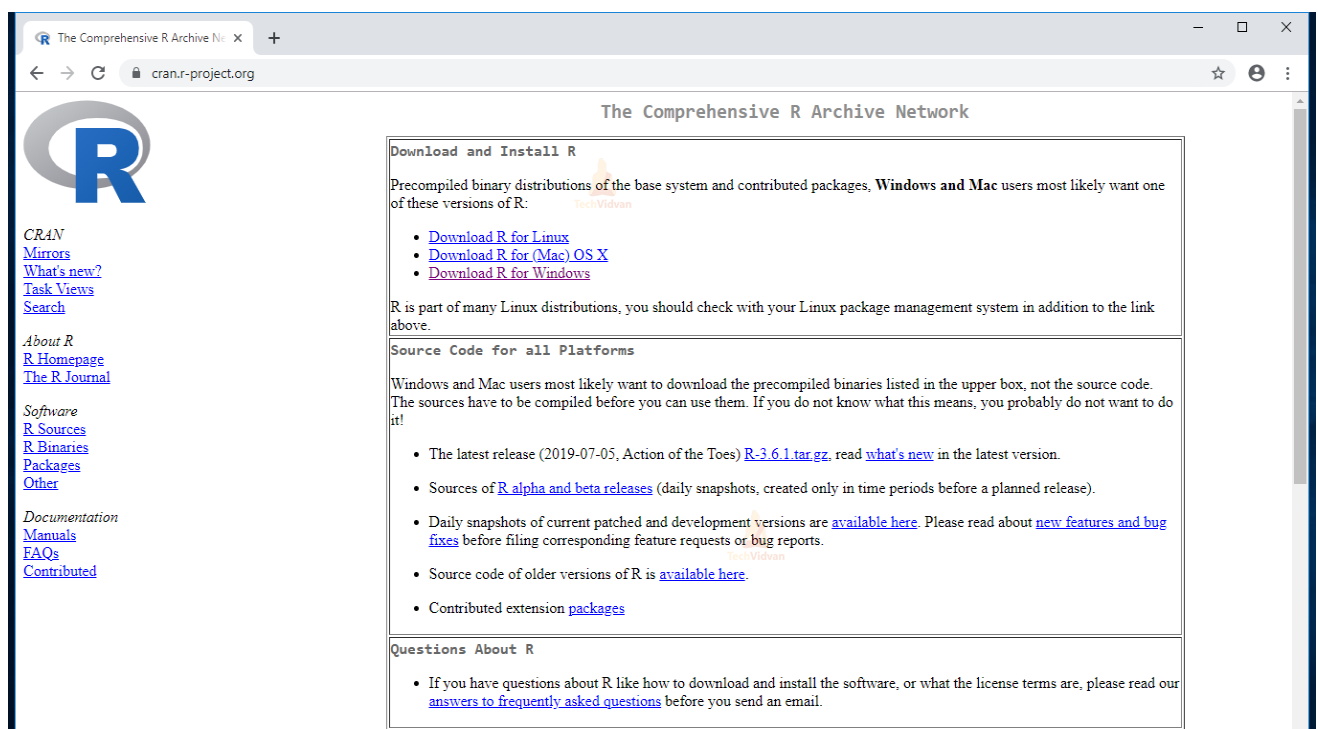 The Comprehensive R Archive Ne
cran.r-project.org
R
CRAN
Mirrors
What's new?
Task Views
Search
About R
R Homepage
The R Journal
Software
R Sources
R Binaries
Packages
Other
Documentation
Manuals
FAQs
Contributed
The Comprehensive R Archive Network
Download and Install R
Precompiled binary distributions of the base system and contributed packages, Windows and Mac users most likely want one
of these versions of R:
TechVidvan
• Download R for Linux
• Download R for (Mac) OS X
• Download R for Windows
R is part of many Linux distributions, you should check with your Linux package management system in addition to the link
above.
Source Code for all Platforms
Windows and Mac users most likely want to download the precompiled binaries listed in the upper box, not the source code.
The sources have to be compiled before you can use them. If you do not know what this means, you probably do not want to do
it!
• The latest release (2019-07-05, Action of the Toes) R-3.6.1.tar.gz, read what's new in the latest version.
• Sources of R alpha and beta releases (daily snapshots, created only in time periods before a planned release).
• Daily snapshots of current patched and development versions are available here. Please read about new features and bug
fixes before filing corresponding feature requests or bug reports.
TechVidvan
• Source code of older versions of R is available here.
• Contributed extension packages
Questions About R
• If you have questions about R like how to download and install the software, or what the license terms are, please read our
answers to frequently asked questions before you send an email.